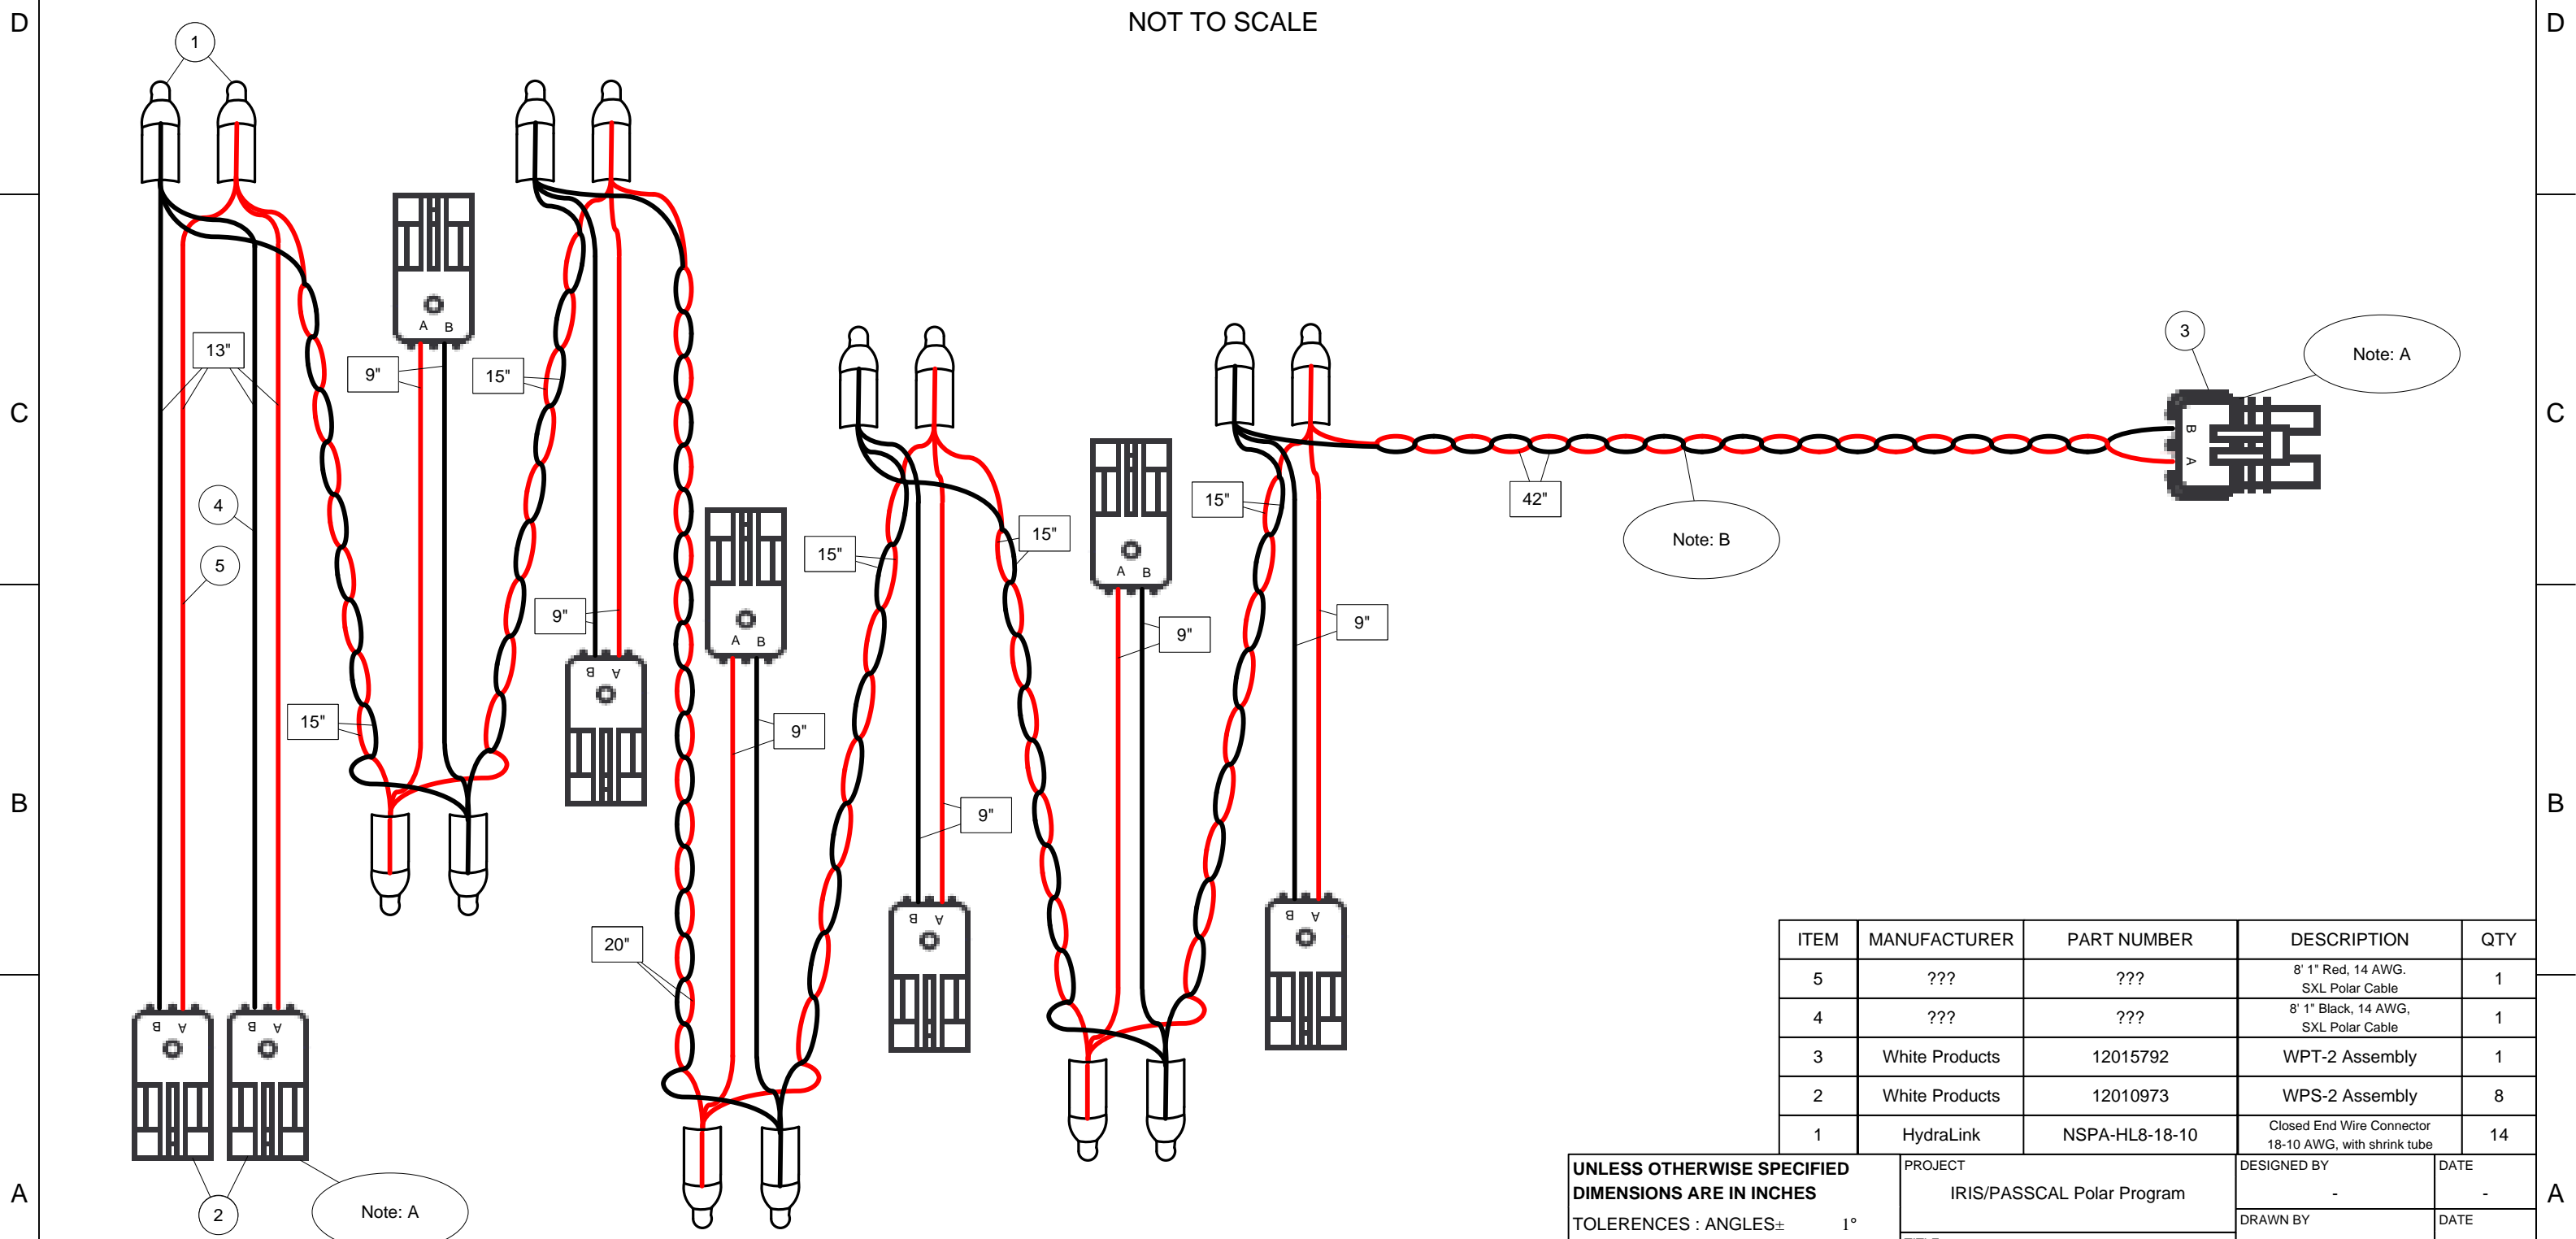 NOT TO SCALE
D
D
1
A B
13"
9"
15"
3
Note: A
C
C
B
A
4
5
15"
15"
A B
15"
42"
Note: B
9"
A B
9"
9"
B A
15"
9"
9"
B
B
20"
B A
B A
ITEM MANUFACTURER PART NUMBER DESCRIPTION QTY
5 ??? ??? 8' 1" Red, 14 AWG. SXL Polar Cable 1
4 ??? ??? 8' 1" Black, 14 AWG, SXL Polar Cable 1
3 White Products 12015792 WPT-2 Assembly 1
2 White Products 12010973 WPS-2 Assembly 8
1 HydraLink NSPA-HL8-18-10 Closed End Wire Connector 18-10 AWG, with shrink tube 14
B A
B A
A
A
2
Note: A
UNLESS OTHERWISE SPECIFIED
DIMENSIONS ARE IN INCHES
TOLERENCES : ANGLES± 1°
PROJECT
IRIS/PASSCAL Polar Program
DESIGNED BY
-
DATE
-
DRAWN BY
DATE